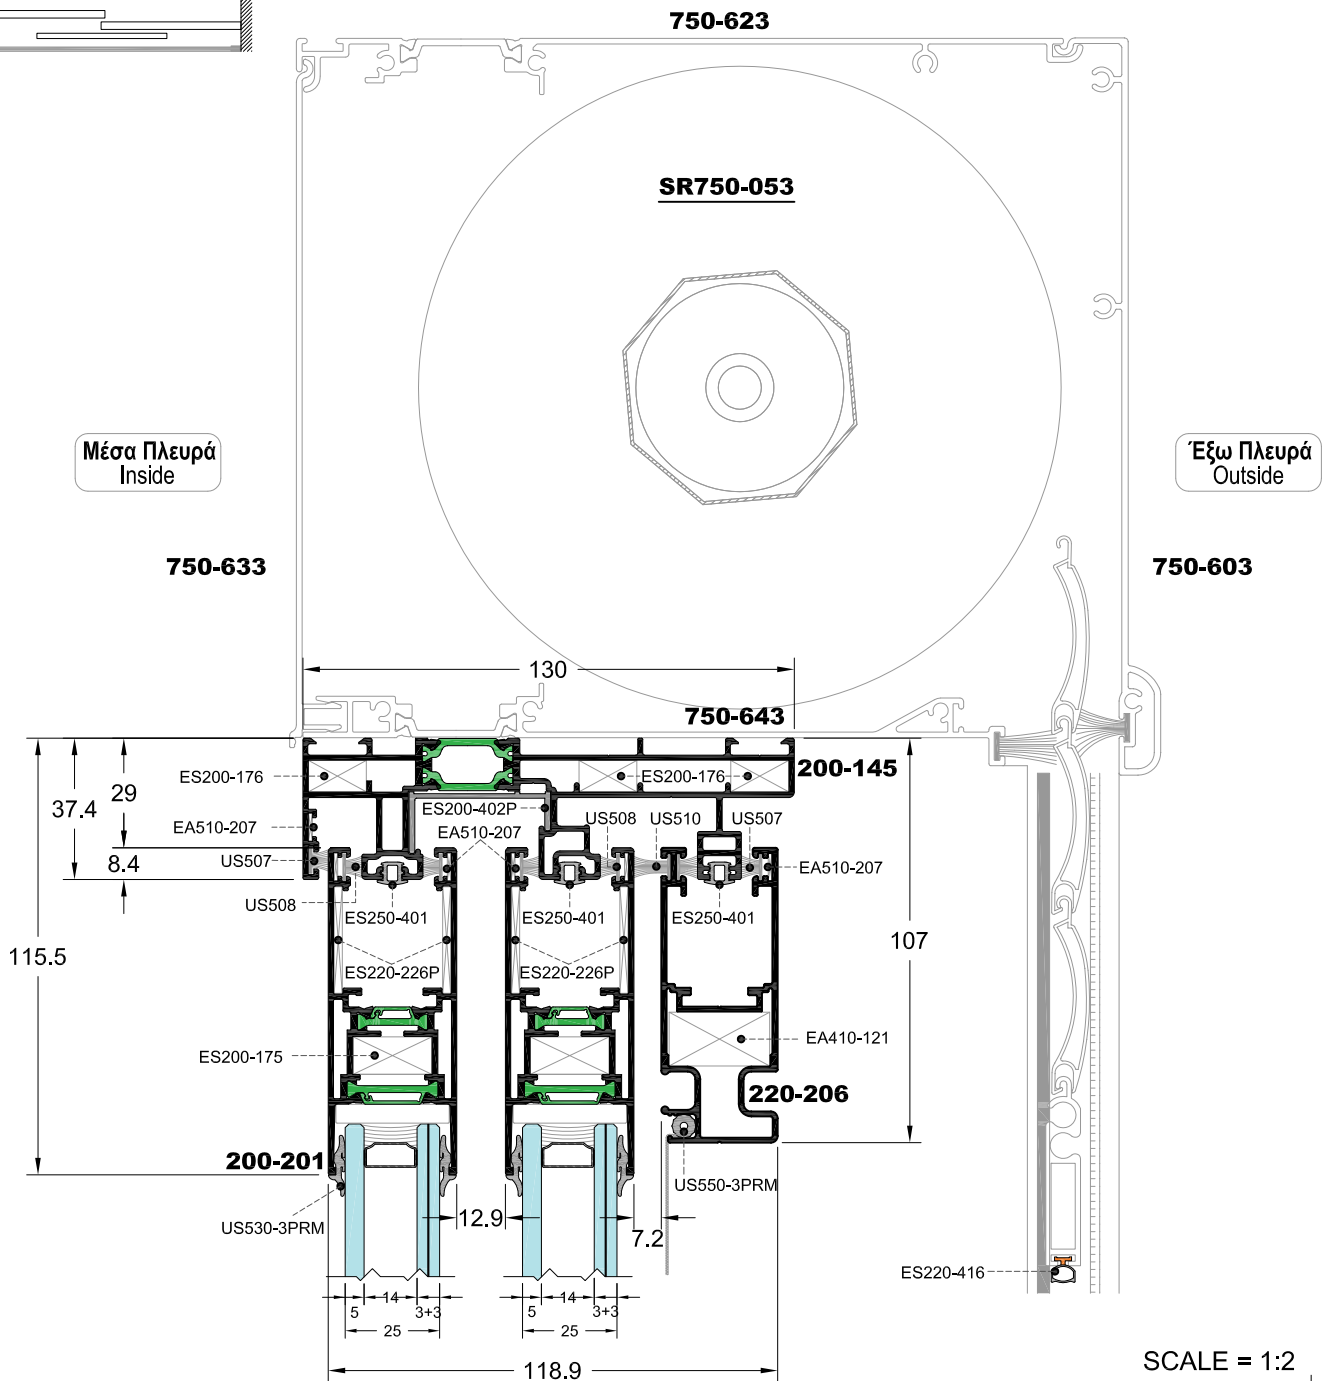 750-623
SR750-053
Μέσα Πλευρά
Inside
Έξω Πλευρά
Outside
750-633
750-603
130
750-643
200-145
ES200-176
ES200-176
29
37.4
ES200-402P
EA510-207
EA510-207
US508
US510
US507
US507
8.4
EA510-207
US508
ES250-401
ES250-401
ES250-401
115.5
107
ES220-226P
ES220-226P
ES200-175
EA410-121
220-206
200-201
US550-3PRM
US530-3PRM
12.9
7.2
ES220-416
5
14
3+3
5
14
3+3
25
25
118.9
SCALE = 1:2